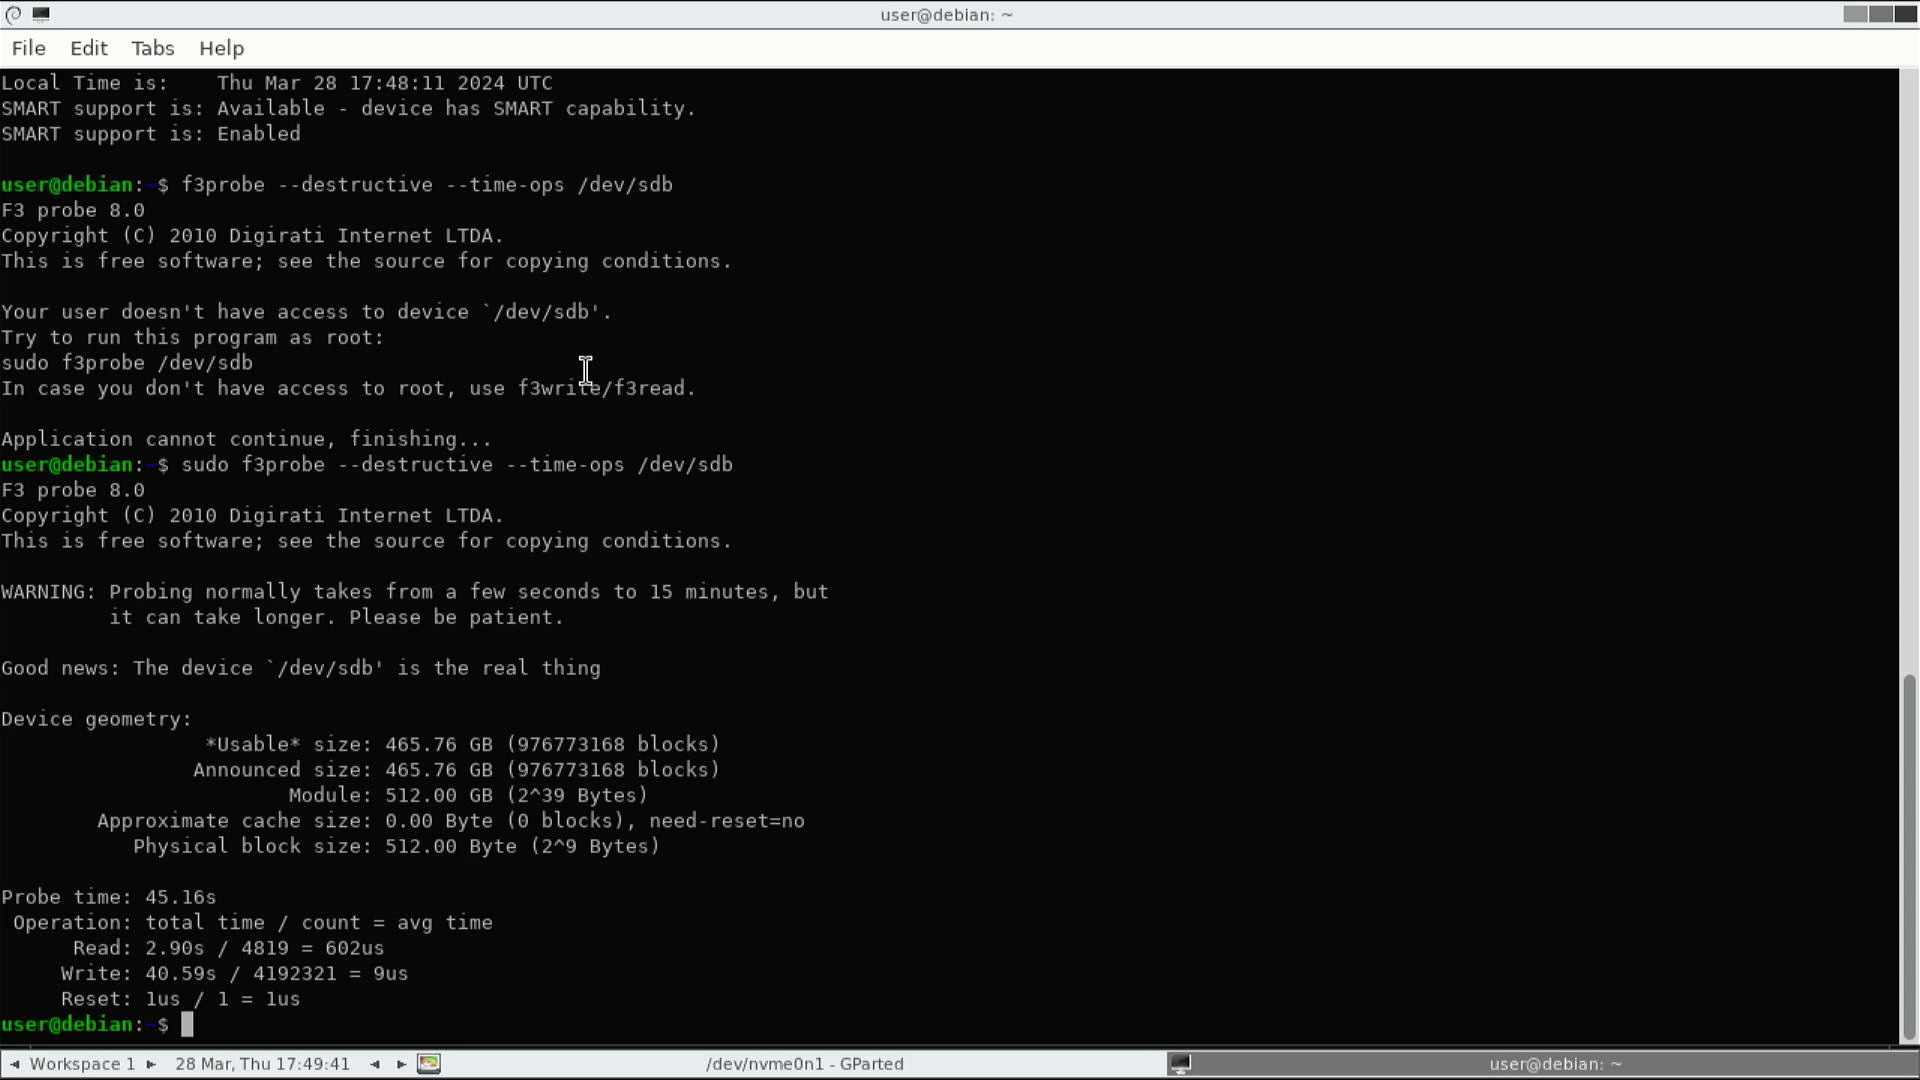 user@debian: ~
File Edit Tabs Help
Local Time is:    Thu Mar 28 17:48:11 2024 UTC
SMART support is: Available - device has SMART capability.
SMART support is: Enabled
user@debian:~$ f3probe --destructive --time-ops /dev/sdb
F3 probe 8.0
Copyright (C) 2010 Digirati Internet LTDA.
This is free software; see the source for copying conditions.
Your user doesn't have access to device `/dev/sdb'.
Try to run this program as root:
sudo f3probe /dev/sdb
In case you don't have access to root, use f3write/f3read.
Application cannot continue, finishing...
user@debian:~$ sudo f3probe --destructive --time-ops /dev/sdb
F3 probe 8.0
Copyright (C) 2010 Digirati Internet LTDA.
This is free software; see the source for copying conditions.
WARNING: Probing normally takes from a few seconds to 15 minutes, but
         it can take longer. Please be patient.
Good news: The device `/dev/sdb' is the real thing
Device geometry:
                 *Usable* size: 465.76 GB (976773168 blocks)
                Announced size: 465.76 GB (976773168 blocks)
                        Module: 512.00 GB (2^39 Bytes)
        Approximate cache size: 0.00 Byte (0 blocks), need-reset=no
           Physical block size: 512.00 Byte (2^9 Bytes)
Probe time: 45.16s
 Operation: total time / count = avg time
      Read: 2.90s / 4819 = 602us
     Write: 40.59s / 4192321 = 9us
     Reset: 1us / 1 = 1us
user@debian:~$
Workspace 1 28 Mar, Thu 17:49:41 /dev/nvme0n1 - GParted user@debian: ~